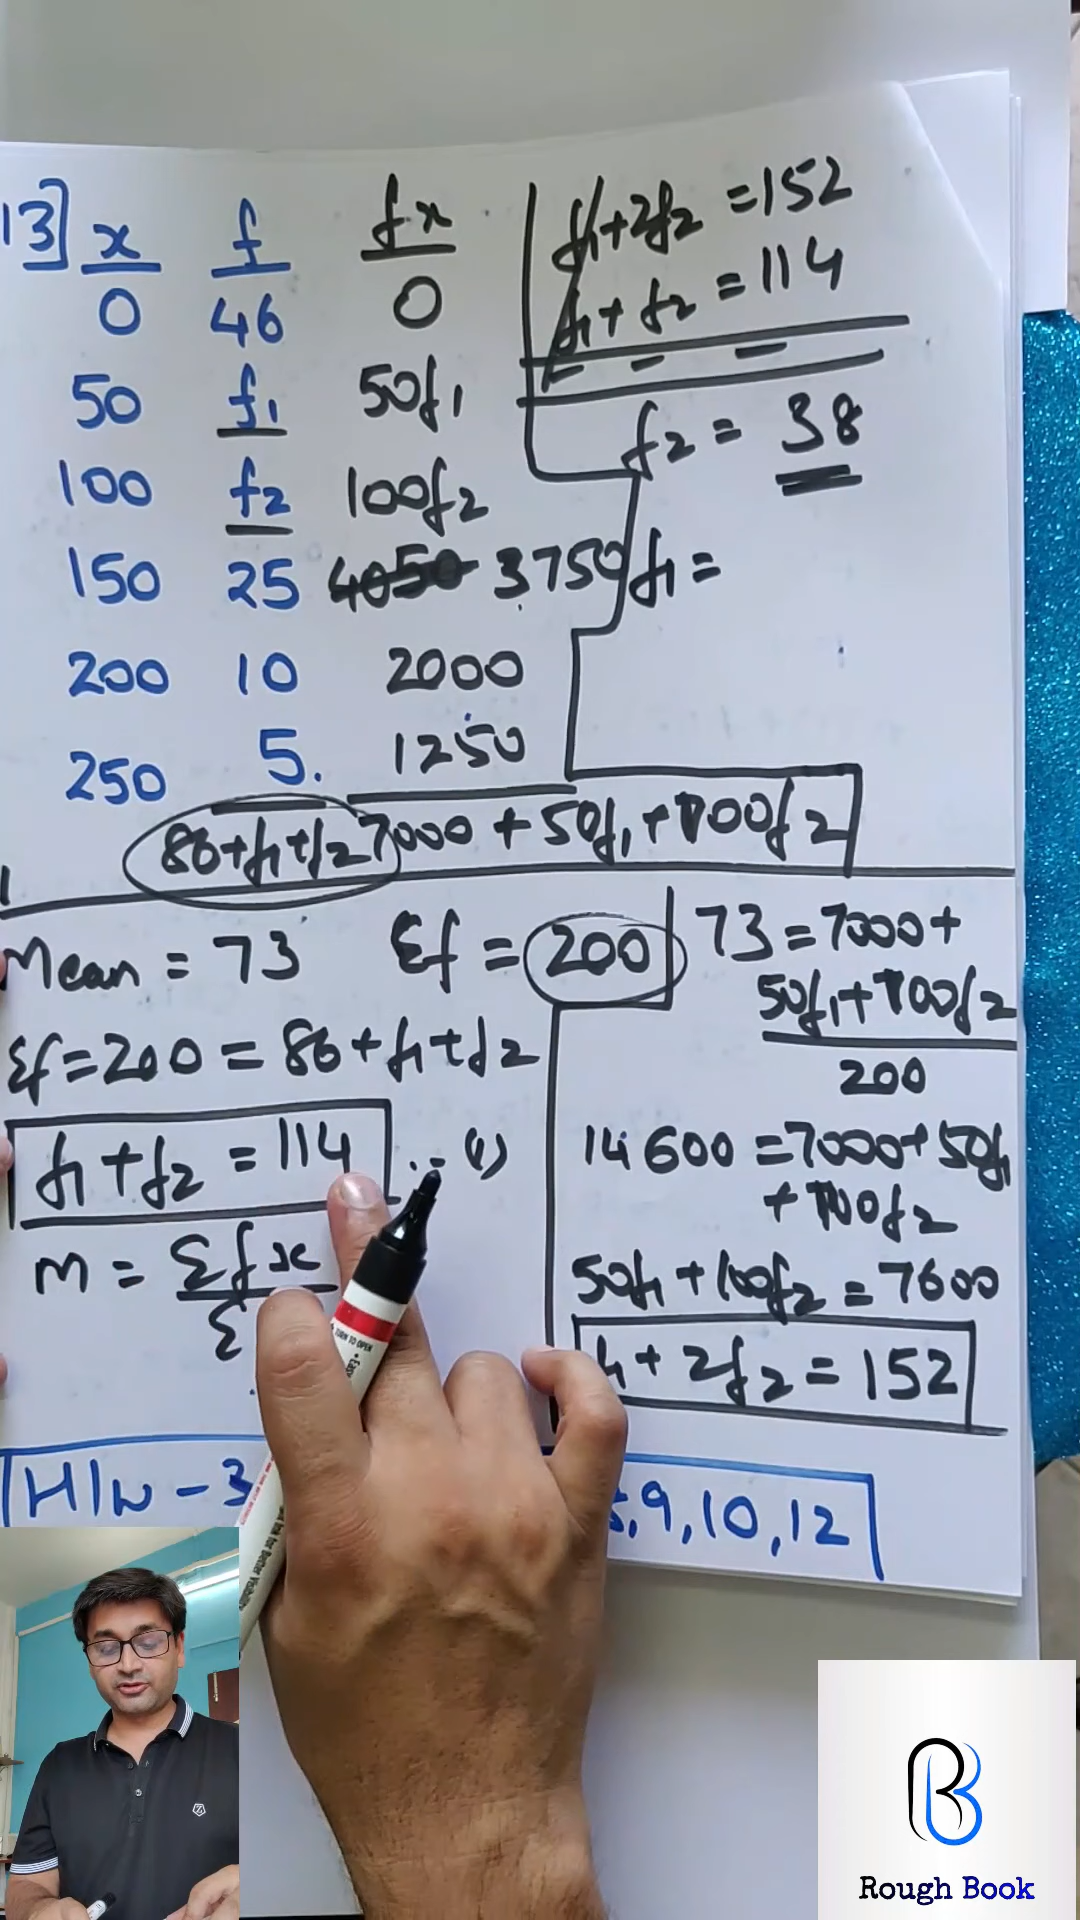 13] x f fx
0 46 0
50 f1 50f1
100 f2 100f2
150 25 4050 3750
200 10 2000
250 5. 1250
86+f1+f2 7000 + 50f1 + 100f2
f1+2f2 = 152
f1+f2 = 114
- - -
f2 = 38
f1 =
Mean = 73 Σf = 200
Σf = 200 = 86 + f1 + f2
f1 + f2 = 114 ... (1)
m = Σfx
Σ
73 = 7000 +
50f1 + 100f2
200
14600 = 7000 + 50f1
+ 100f2
50f1 + 100f2 = 7600
+ 2f2 = 152
H/W - 3
, 9, 10, 12
TURN TO OPEN
B
Rough Book